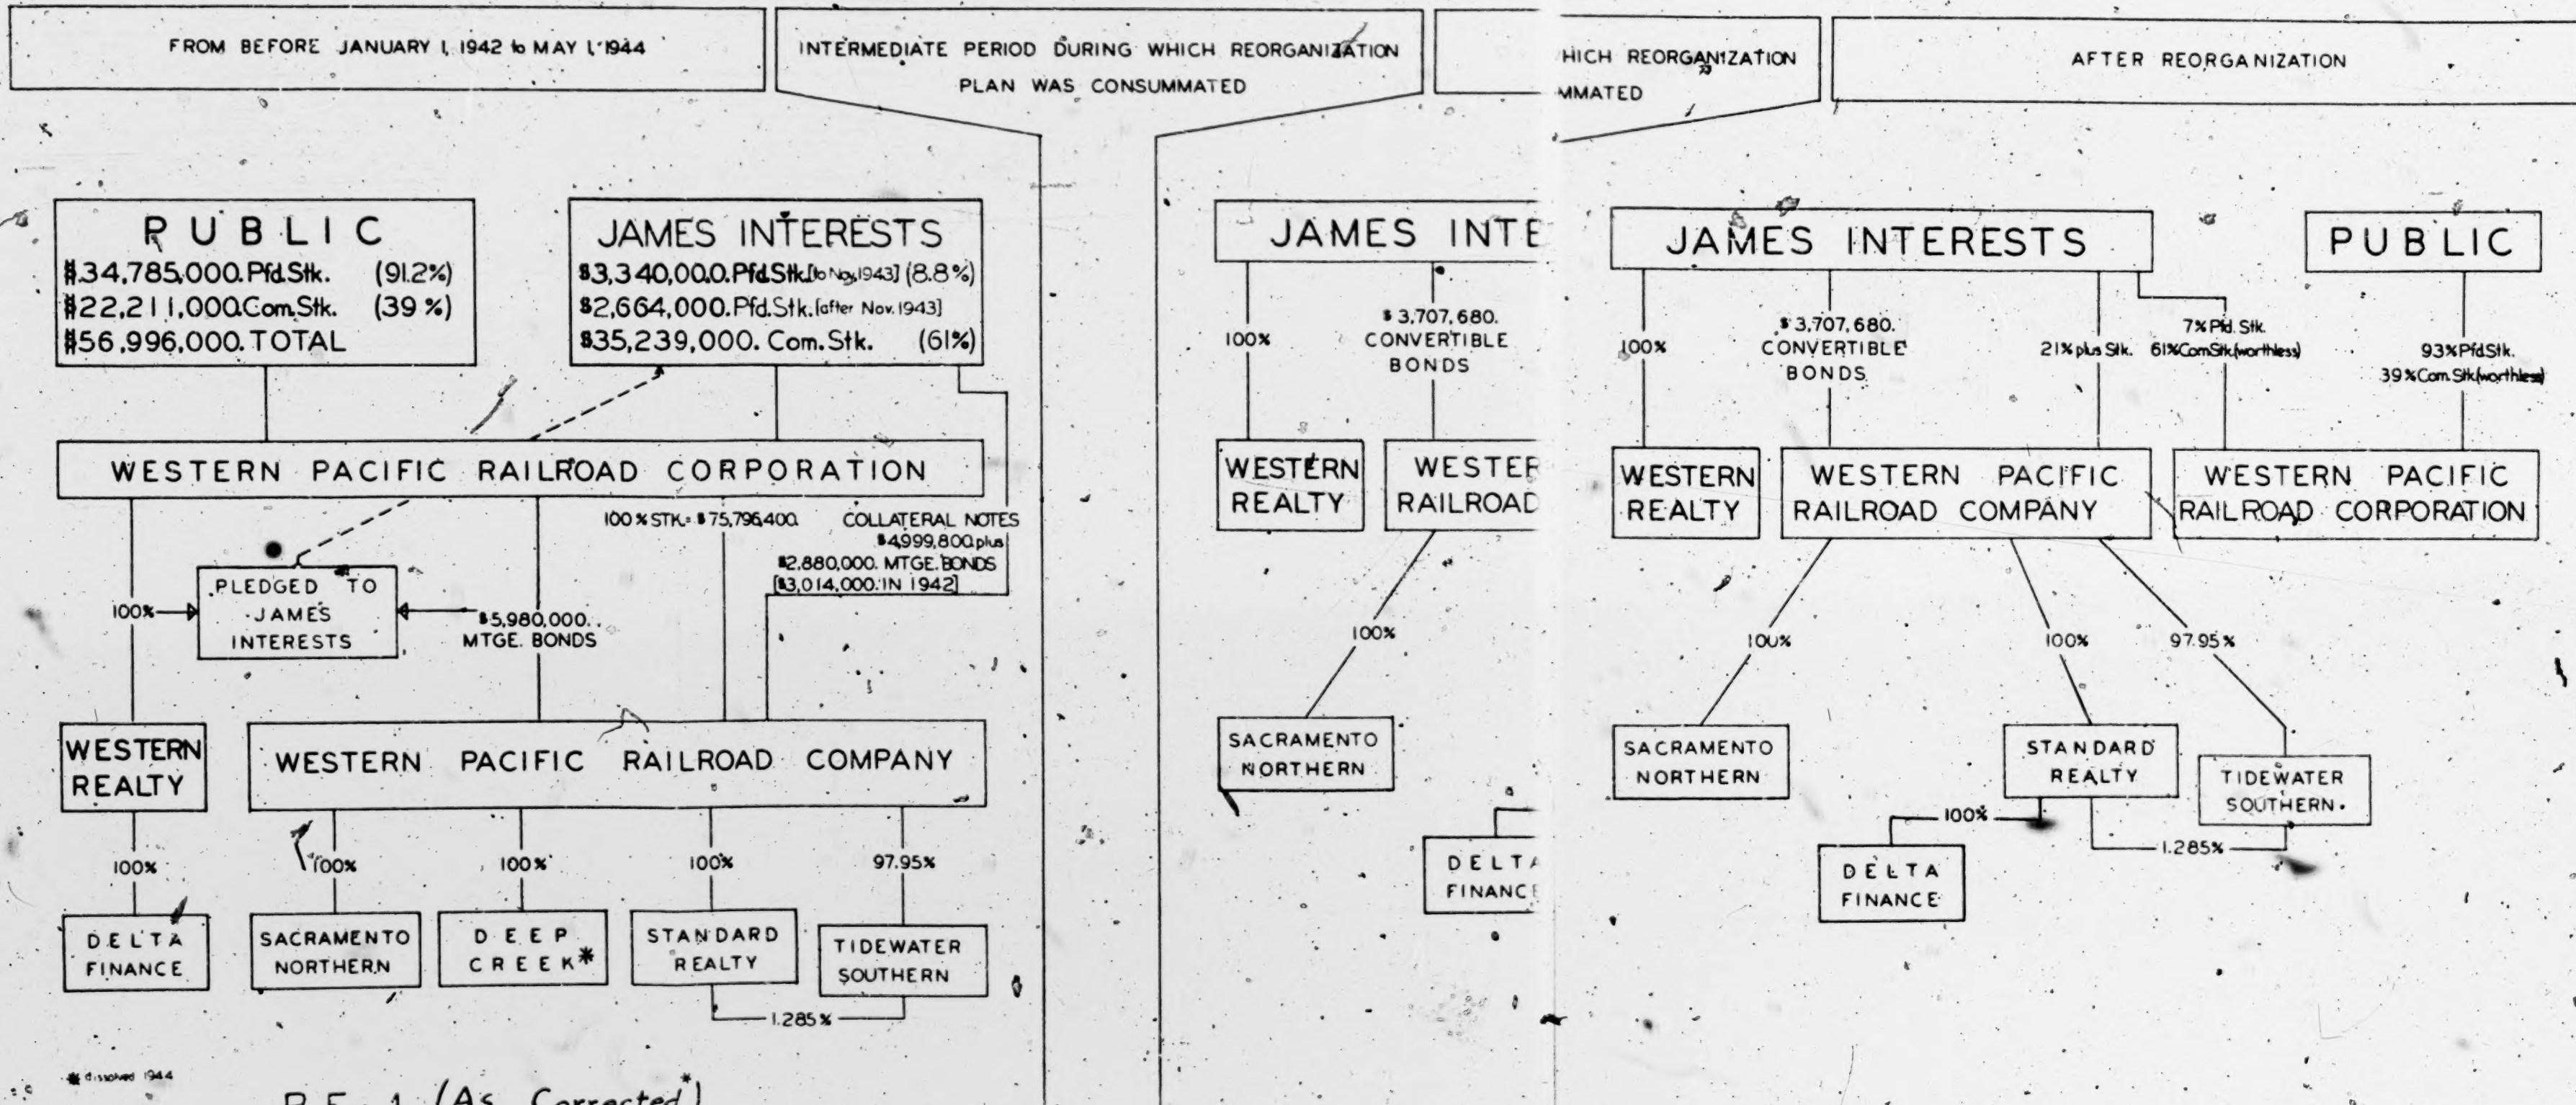 FROM BEFORE JANUARY 1, 1942 to MAY 1, 1944
INTERMEDIATE PERIOD DURING WHICH REORGANIZATION
PLAN WAS CONSUMMATED
HICH REORGANIZATION
MMATED
AFTER REORGANIZATION
PUBLIC
$34,785,000. Pfd. Stk. (91.2%)
$22,211,000. Com. Stk. (39%)
$56,996,000. TOTAL
JAMES INTERESTS
$3,340,000. Pfd. Stk. [to Nov. 1943] (8.8%)
$2,664,000. Pfd. Stk. [after Nov. 1943]
$35,239,000. Com. Stk. (61%)
WESTERN PACIFIC RAILROAD CORPORATION
100% STK. = $75,796,400.
COLLATERAL NOTES
$4,999,800. plus
$2,880,000. MTGE. BONDS
[$3,014,000. IN 1942]
PLEDGED TO
JAMES
INTERESTS
100%
$5,980,000.
MTGE. BONDS
WESTERN
REALTY
WESTERN PACIFIC RAILROAD COMPANY
100%
100%
100%
100%
97.95%
DELTA
FINANCE
SACRAMENTO
NORTHERN
DEEP
CREEK*
STANDARD
REALTY
TIDEWATER
SOUTHERN
1.285%
* dissolved 1944
(As Corrected*)
JAMES INTE
100%
$3,707,680.
CONVERTIBLE
BONDS
WESTERN
REALTY
WESTER
RAILROAD
100%
SACRAMENTO
NORTHERN
DELTA
FINANCE
JAMES INTERESTS
PUBLIC
100%
$3,707,680.
CONVERTIBLE
BONDS
21% plus Stk.
7% Pfd. Stk.
61% Com. Stk. (worthless)
93% Pfd. Stk.
39% Com. Stk. (worthless)
WESTERN
REALTY
WESTERN PACIFIC
RAILROAD COMPANY
WESTERN PACIFIC
RAILROAD CORPORATION
100%
100%
97.95%
SACRAMENTO
NORTHERN
STANDARD
REALTY
TIDEWATER
SOUTHERN
100%
1.285%
DELTA
FINANCE